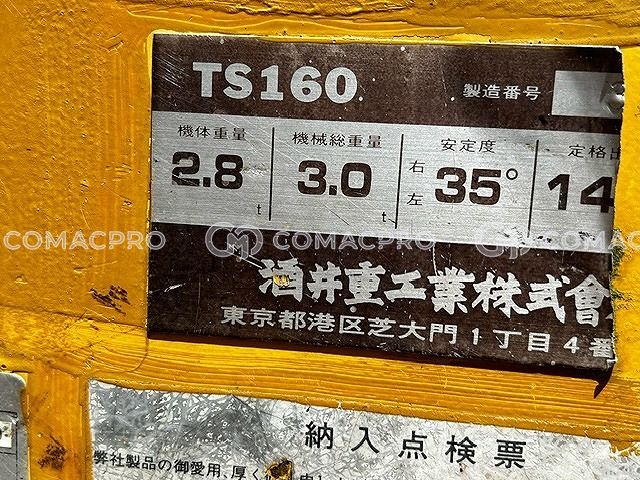 TS160 製造番号
機体重量 機械総重量 安定度 定格出
2.8 t 3.0 t 右 左 35° 14
COMACPRO COMACPRO COMACPRO
酒井重工業株式會
東京都港区芝大門1丁目4番
納入点検票
弊社製品の御愛用、厚く